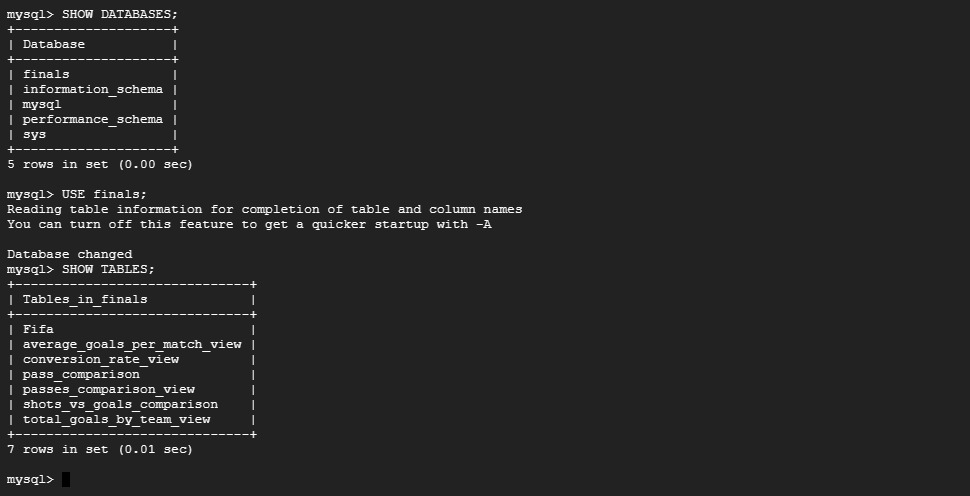 mysql> SHOW DATABASES;
+--------------------+
| Database           |
+--------------------+
| finals             |
| information_schema |
| mysql              |
| performance_schema |
| sys                |
+--------------------+
5 rows in set (0.00 sec)

mysql> USE finals;
Reading table information for completion of table and column names
You can turn off this feature to get a quicker startup with -A

Database changed
mysql> SHOW TABLES;
+------------------------------+
| Tables_in_finals             |
+------------------------------+
| Fifa                         |
| average_goals_per_match_view |
| conversion_rate_view         |
| pass_comparison              |
| passes_comparison_view       |
| shots_vs_goals_comparison    |
| total_goals_by_team_view     |
+------------------------------+
7 rows in set (0.01 sec)

mysql>